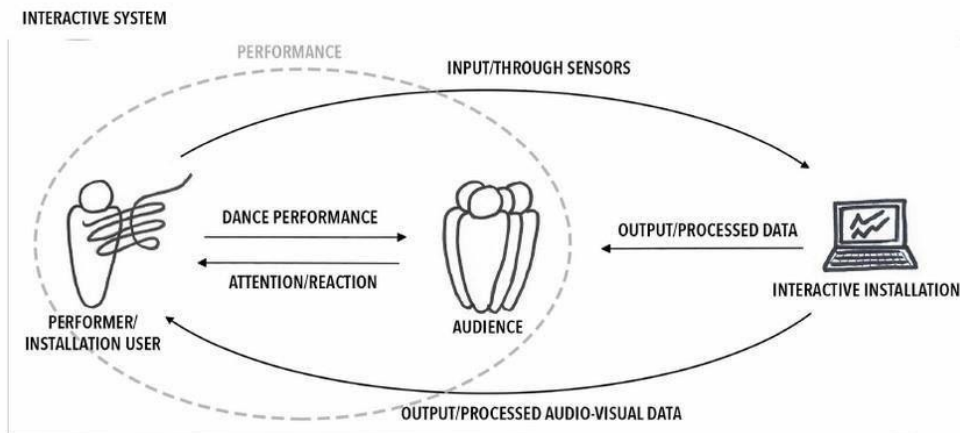 INTERACTIVE SYSTEM
PERFORMANCE
INPUT/THROUGH SENSORS
DANCE PERFORMANCE
OUTPUT/PROCESSED DATA
ATTENTION/REACTION
INTERACTIVE INSTALLATION
PERFORMER/
INSTALLATION USER
AUDIENCE
OUTPUT/PROCESSED AUDIO-VISUAL DATA